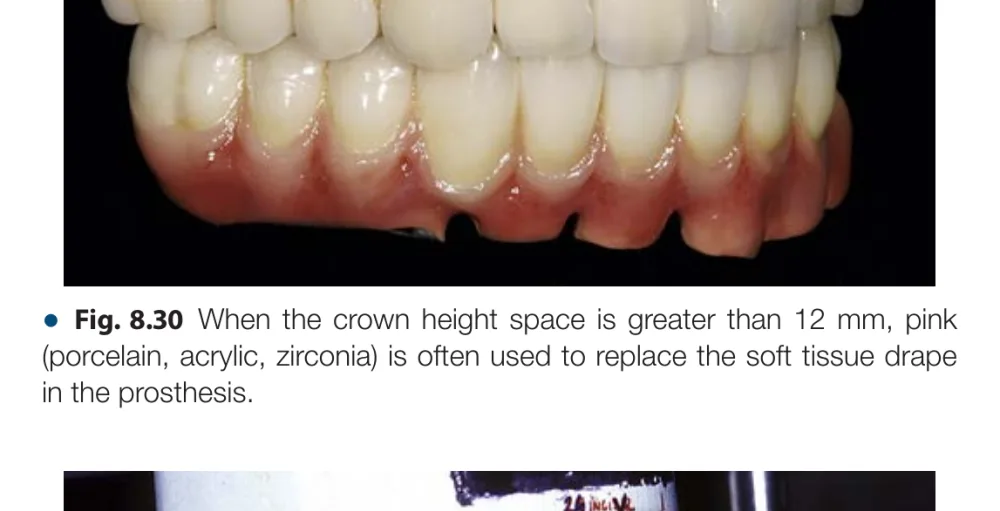 • Fig. 8.30 When the crown height space is greater than 12 mm, pink
(porcelain, acrylic, zirconia) is often used to replace the soft tissue drape
in the prosthesis.